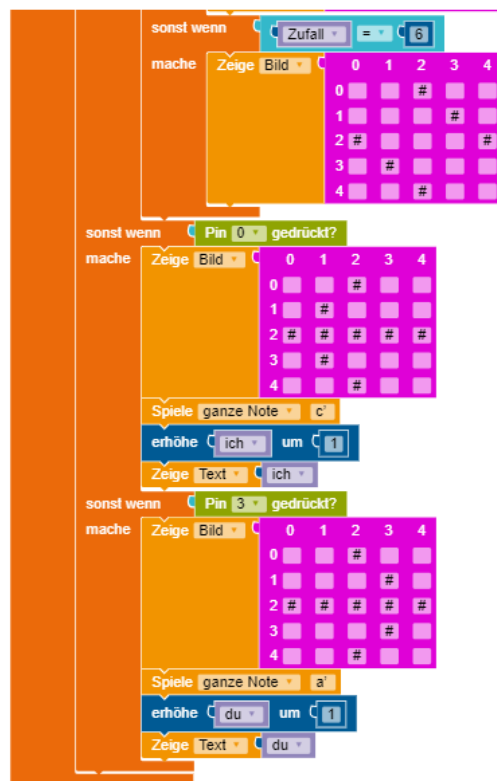 sonst wenn Zufall = 6
mache Zeige Bild 0 1 2 3 4
0 #
1 #
2 # #
3 #
4 #
sonst wenn Pin 0 gedrückt?
mache Zeige Bild 0 1 2 3 4
0 #
1 #
2 # # # # #
3 #
4 #
Spiele ganze Note c'
erhöhe ich um 1
Zeige Text ich
sonst wenn Pin 3 gedrückt?
mache Zeige Bild 0 1 2 3 4
0 #
1 #
2 # # # # #
3 #
4 #
Spiele ganze Note a'
erhöhe du um 1
Zeige Text du